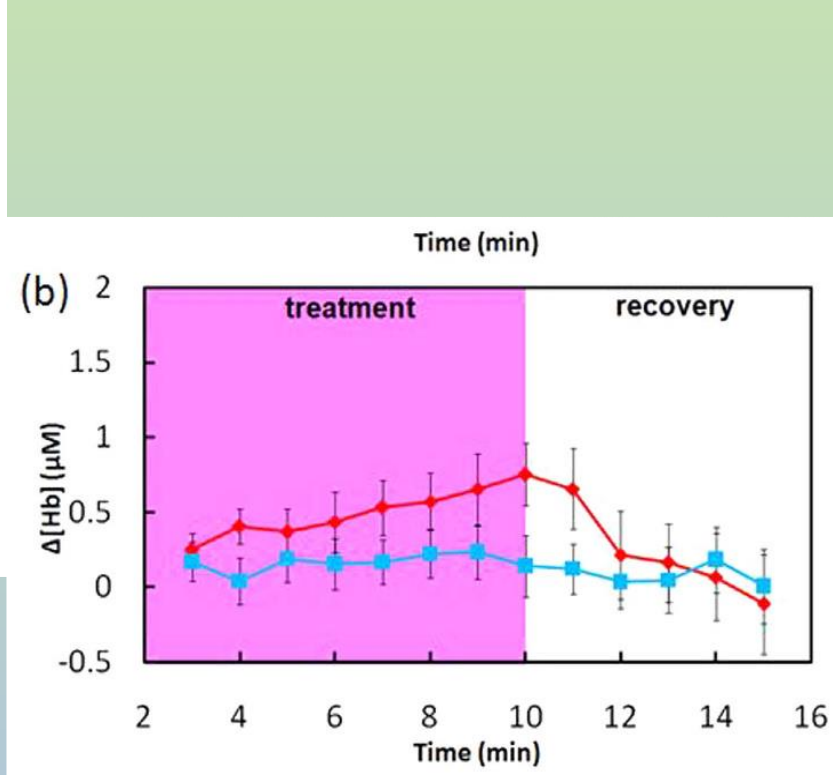 Time (min)
(b)
treatment
recovery
2
1.5
1
0.5
0
-0.5
Δ[Hb] (μM)
2 4 6 8 10 12 14 16
Time (min)